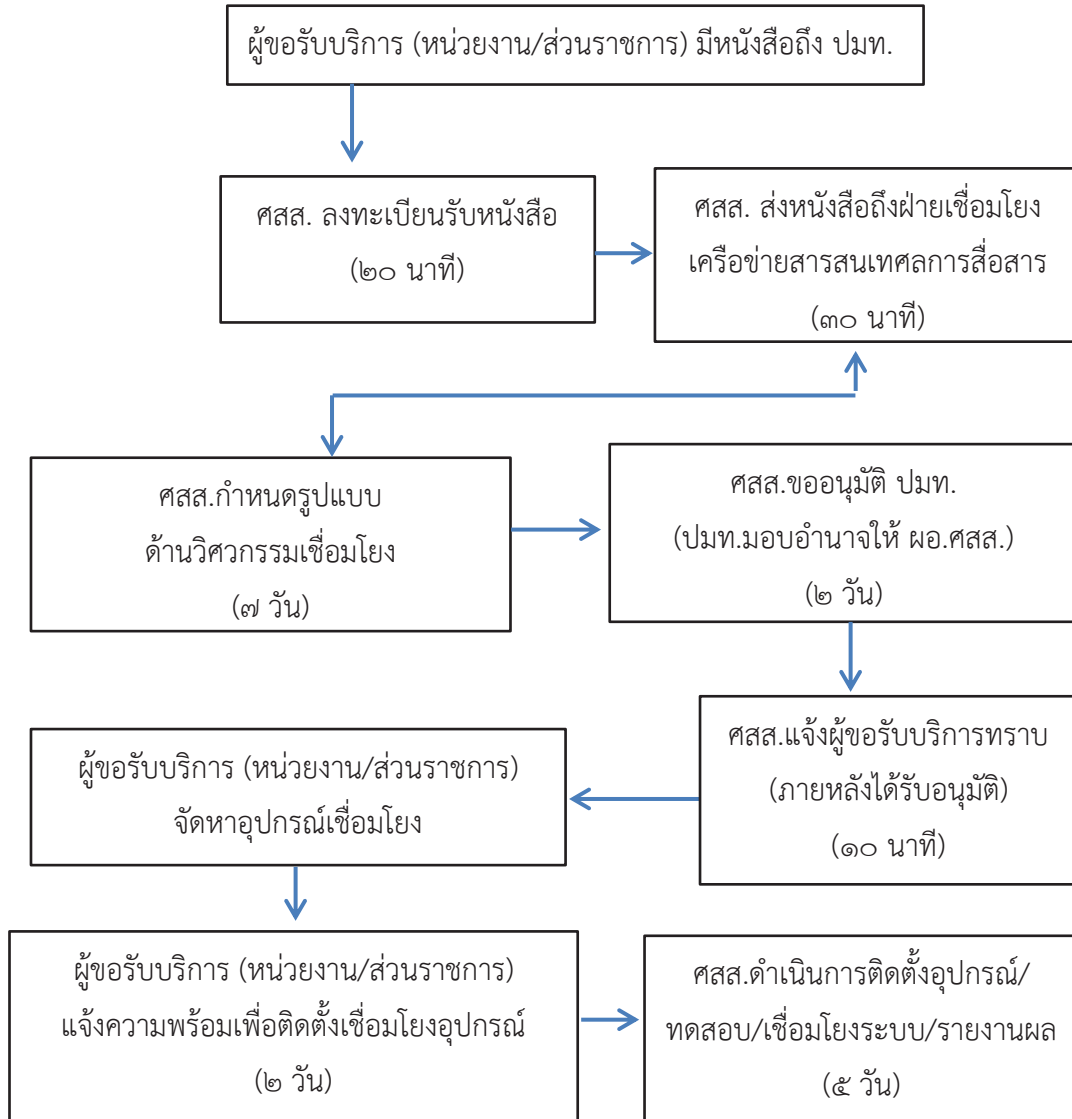 ผู้ขอรับบริการ (หน่วยงาน/ส่วนราชการ) มีหนังสือถึง ปมท.
ศสส. ลงทะเบียนรับหนังสือ
(๒๐ นาที)
ศสส. ส่งหนังสือถึงฝ่ายเชื่อมโยง
เครือข่ายสารสนเทศลการสื่อสาร
(๓๐ นาที)
ศสส.กำหนดรูปแบบ
ด้านวิศวกรรมเชื่อมโยง
(๗ วัน)
ศสส.ขออนุมัติ ปมท.
(ปมท.มอบอำนาจให้ ผอ.ศสส.)
(๒ วัน)
ศสส.แจ้งผู้ขอรับบริการทราบ
(ภายหลังได้รับอนุมัติ)
(๑๐ นาที)
ผู้ขอรับบริการ (หน่วยงาน/ส่วนราชการ)
จัดหาอุปกรณ์เชื่อมโยง
ผู้ขอรับบริการ (หน่วยงาน/ส่วนราชการ)
แจ้งความพร้อมเพื่อติดตั้งเชื่อมโยงอุปกรณ์
(๒ วัน)
ศสส.ดำเนินการติดตั้งอุปกรณ์/
ทดสอบ/เชื่อมโยงระบบ/รายงานผล
(๕ วัน)